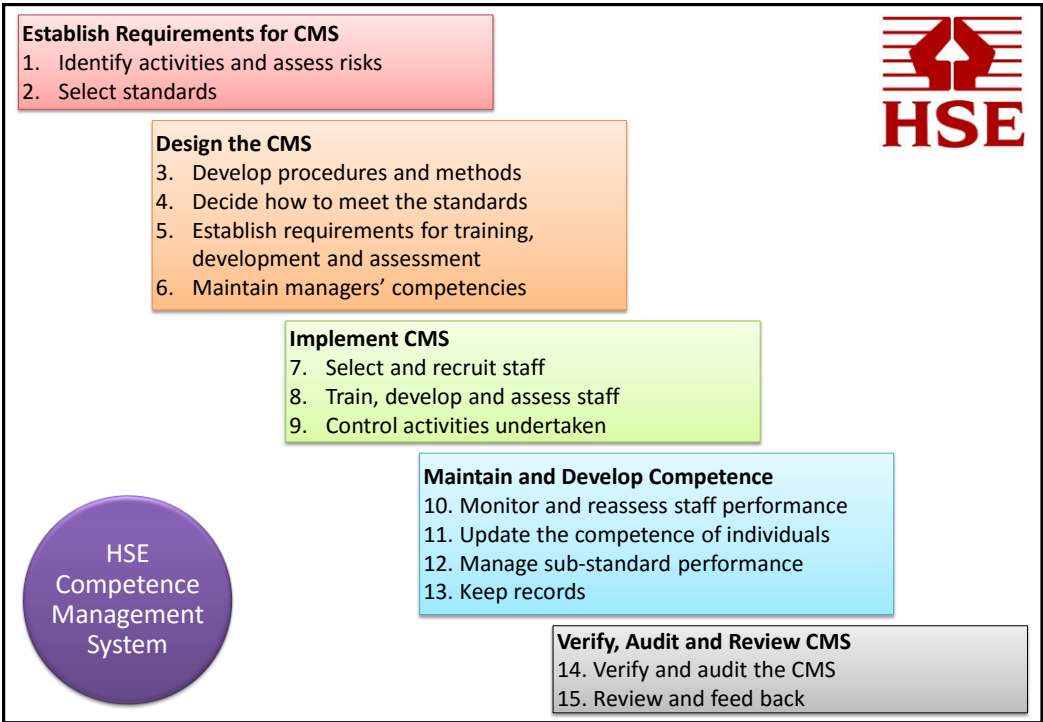 Establish Requirements for CMS
1. Identify activities and assess risks
2. Select standards
HSE
Design the CMS
3. Develop procedures and methods
4. Decide how to meet the standards
5. Establish requirements for training,
development and assessment
6. Maintain managers’ competencies
Implement CMS
7. Select and recruit staff
8. Train, develop and assess staff
9. Control activities undertaken
Maintain and Develop Competence
10. Monitor and reassess staff performance
11. Update the competence of individuals
12. Manage sub-standard performance
13. Keep records
HSE
Competence
Management
System
Verify, Audit and Review CMS
14. Verify and audit the CMS
15. Review and feed back